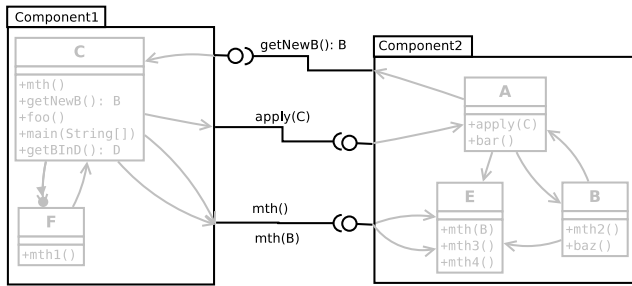 Component1
C
+mth()
+getNewB(): B
+foo()
+main(String[])
+getBInD(): D
F
+mth1()
getNewB(): B
apply(C)
mth()
mth(B)
Component2
A
+apply(C)
+bar()
E
+mth(B)
+mth3()
+mth4()
B
+mth2()
+baz()